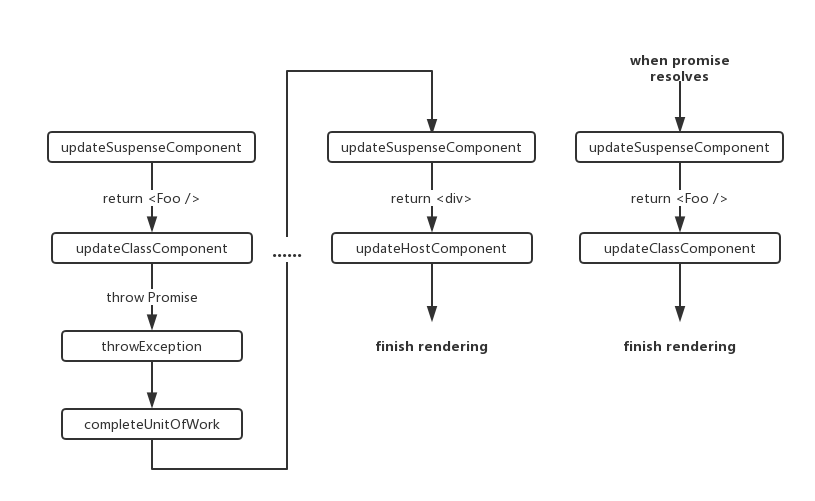 updateSuspenseComponent
return <Foo />
updateClassComponent
throw Promise
throwException
completeUnitOfWork
......
updateSuspenseComponent
return <div>
updateHostComponent
finish rendering
when promise
resolves
updateSuspenseComponent
return <Foo />
updateClassComponent
finish rendering